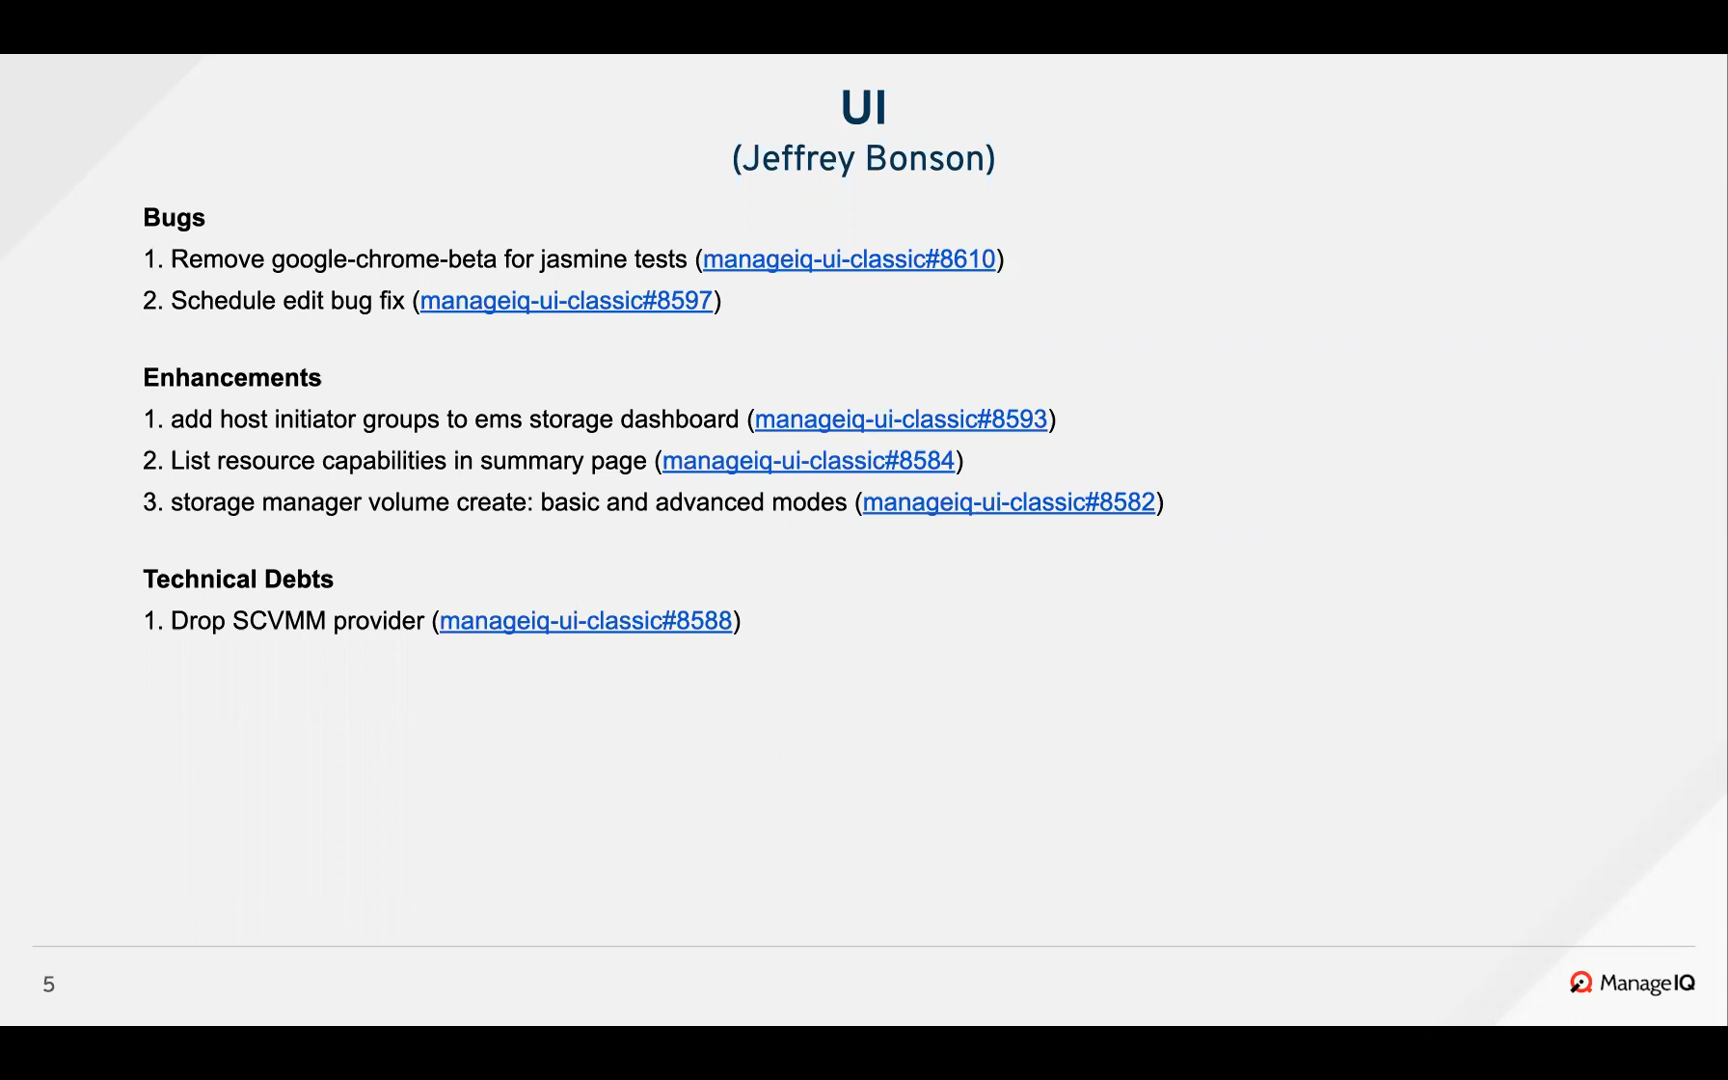 UI
(Jeffrey Bonson)
Bugs
1. Remove google-chrome-beta for jasmine tests (manageiq-ui-classic#8610)
2. Schedule edit bug fix (manageiq-ui-classic#8597)
Enhancements
1. add host initiator groups to ems storage dashboard (manageiq-ui-classic#8593)
2. List resource capabilities in summary page (manageiq-ui-classic#8584)
3. storage manager volume create: basic and advanced modes (manageiq-ui-classic#8582)
Technical Debts
1. Drop SCVMM provider (manageiq-ui-classic#8588)
5
ManageIQ